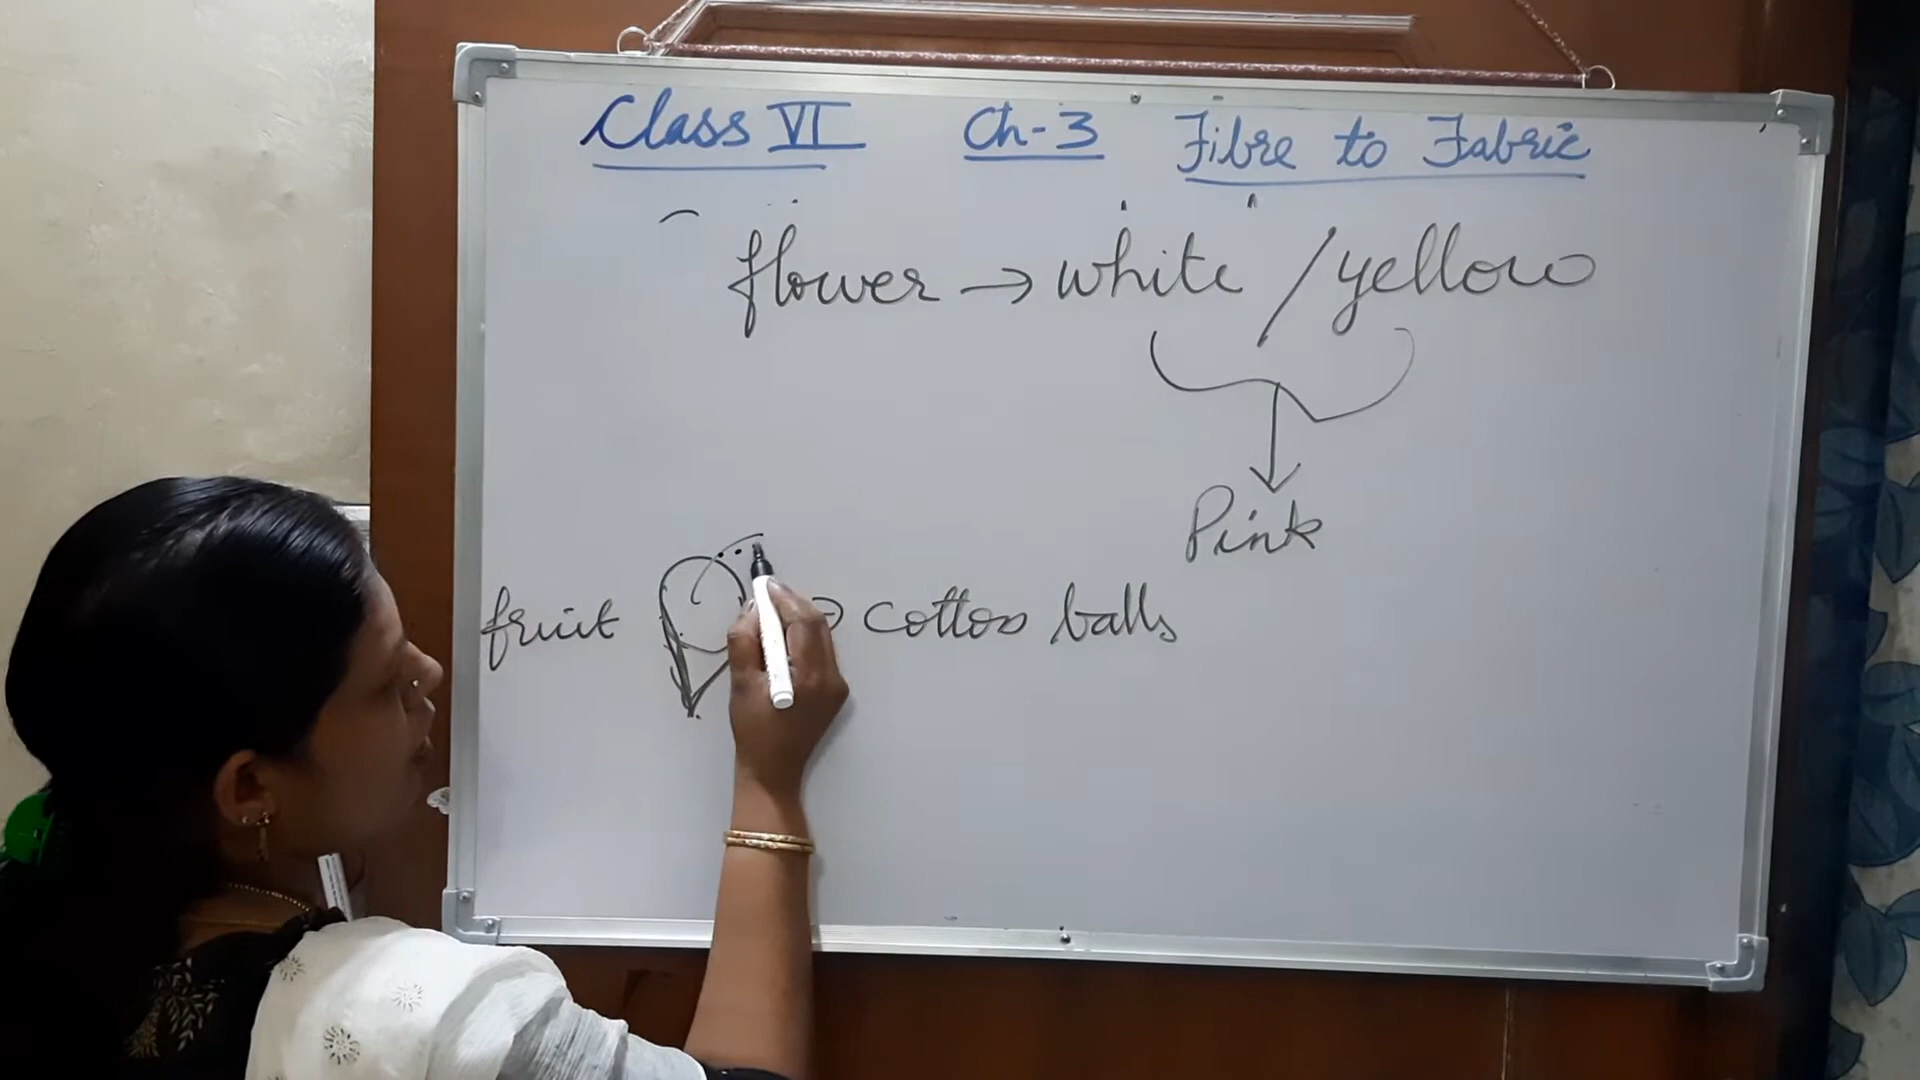 Class VI Ch-3 Fibre to Fabric
flower → white / yellow
Pink
fruit → cotton balls